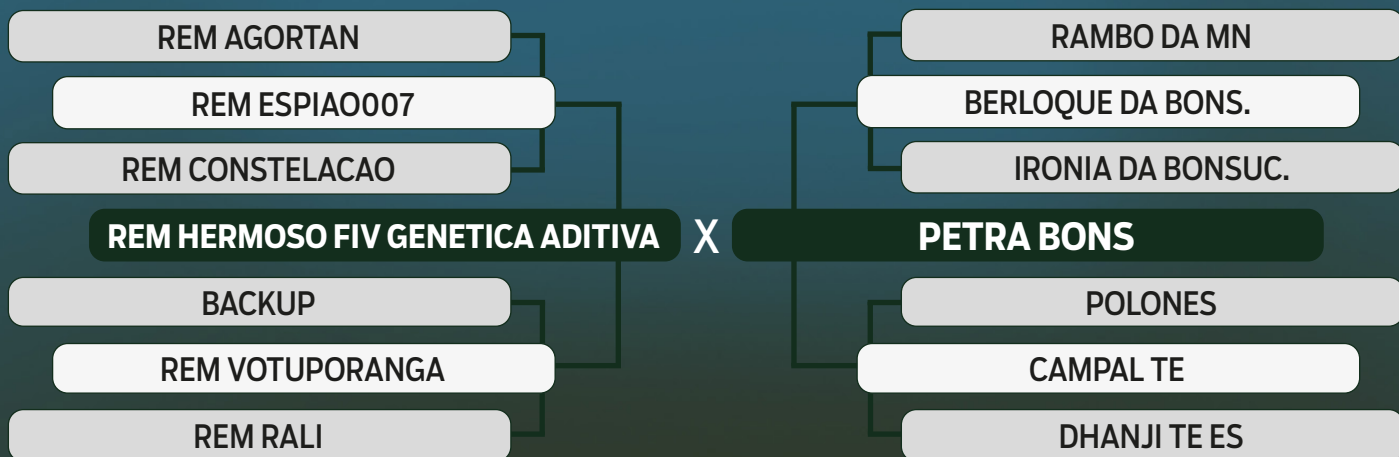 REM AGORTAN
REM ESPIAO007
REM CONSTELACAO
REM HERMOSO FIV GENETICA ADITIVA
BACKUP
REM VOTUPORANGA
REM RALI
X
RAMBO DA MN
BERLOQUE DA BONS.
IRONIA DA BONSUC.
PETRA BONS
POLONES
CAMPAL TE
DHANJI TE ES